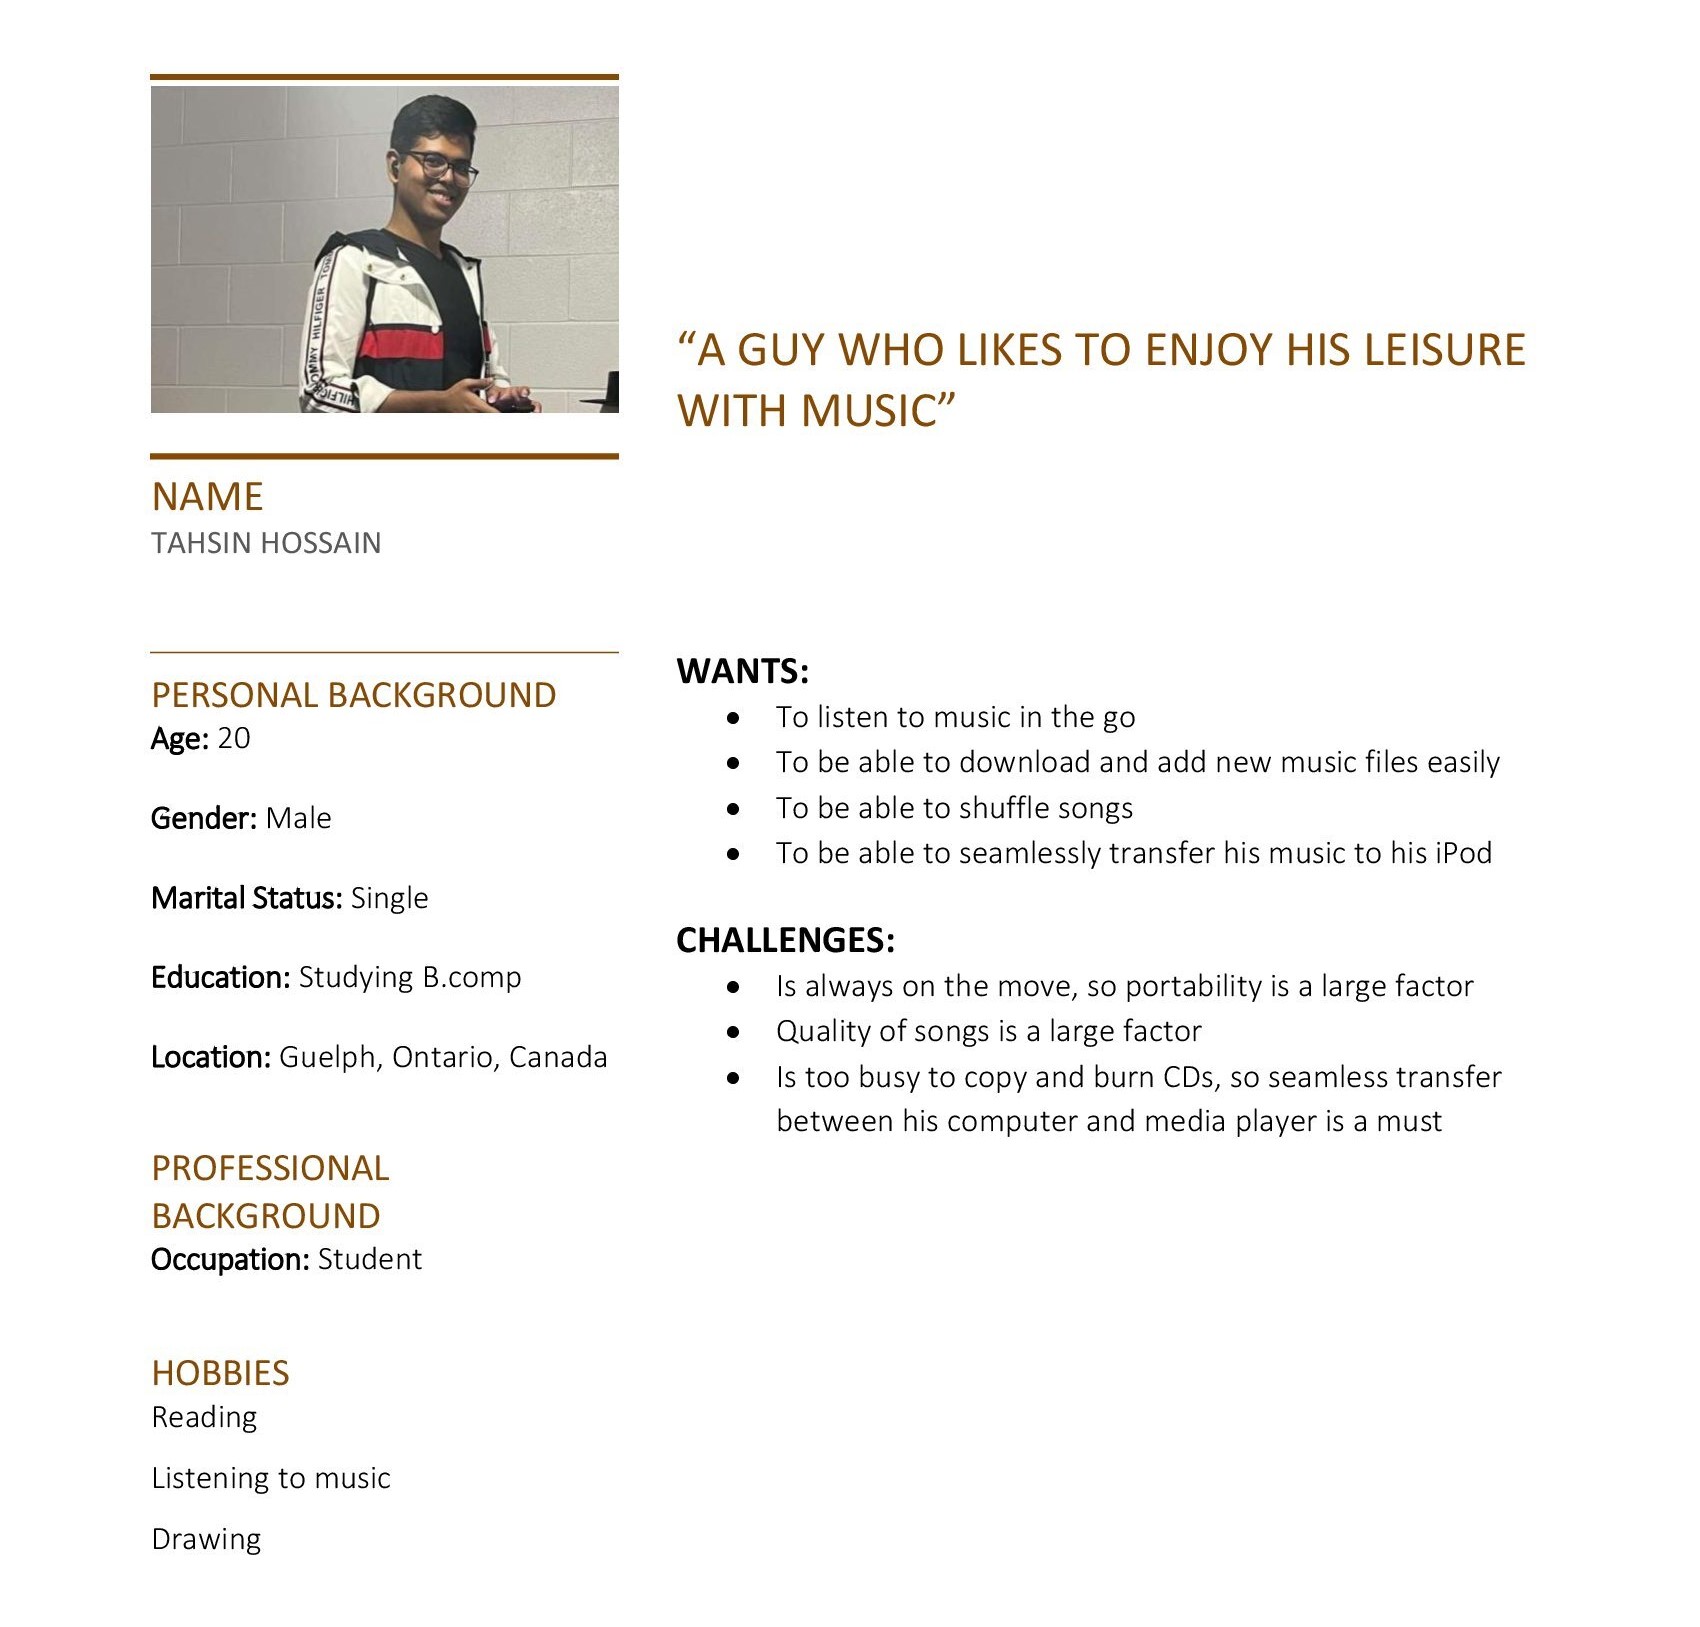 TOMMY HILFIGER TOMM
HILFIGER
“A GUY WHO LIKES TO ENJOY HIS LEISURE
WITH MUSIC”
NAME
TAHSIN HOSSAIN
PERSONAL BACKGROUND
Age: 20
Gender: Male
Marital Status: Single
Education: Studying B.comp
Location: Guelph, Ontario, Canada
PROFESSIONAL
BACKGROUND
Occupation: Student
HOBBIES
Reading
Listening to music
Drawing
WANTS:
• To listen to music in the go
• To be able to download and add new music files easily
• To be able to shuffle songs
• To be able to seamlessly transfer his music to his iPod
CHALLENGES:
• Is always on the move, so portability is a large factor
• Quality of songs is a large factor
• Is too busy to copy and burn CDs, so seamless transfer
between his computer and media player is a must